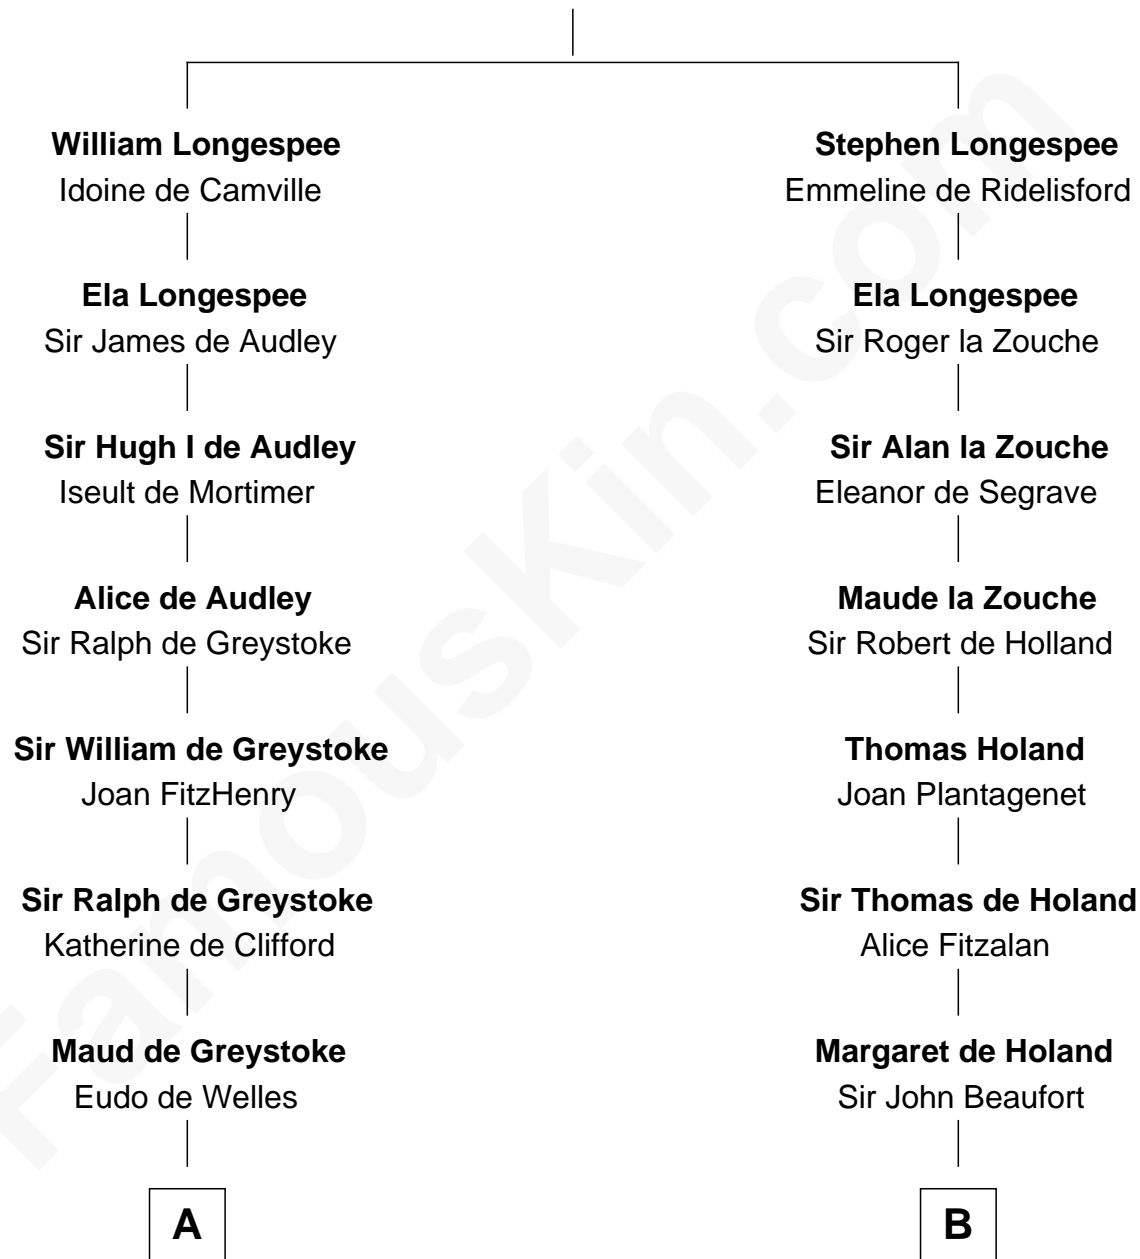 William Longespee
Idoine de Camville
Ela Longespee
Sir James de Audley
Sir Hugh I de Audley
Iseult de Mortimer
Alice de Audley
Sir Ralph de Greystoke
Sir William de Greystoke
Joan FitzHenry
Sir Ralph de Greystoke
Katherine de Clifford
Maud de Greystoke
Eudo de Welles
A
Stephen Longespee
Emmeline de Ridelisford
Ela Longespee
Sir Roger la Zouche
Sir Alan la Zouche
Eleanor de Segrave
Maude la Zouche
Sir Robert de Holland
Thomas Holand
Joan Plantagenet
Sir Thomas de Holand
Alice Fitzalan
Margaret de Holand
Sir John Beaufort
B
FamousKin.com